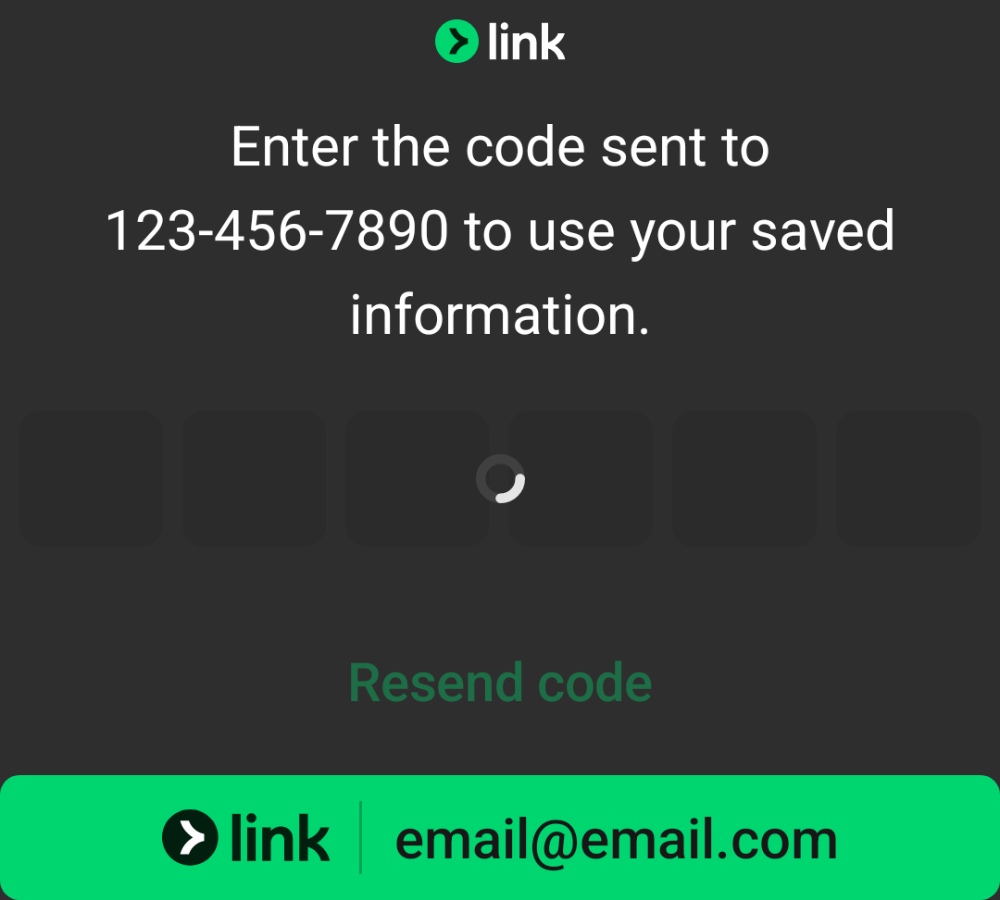 link
Enter the code sent to
123-456-7890 to use your saved
information.
Resend code
link email@email.com